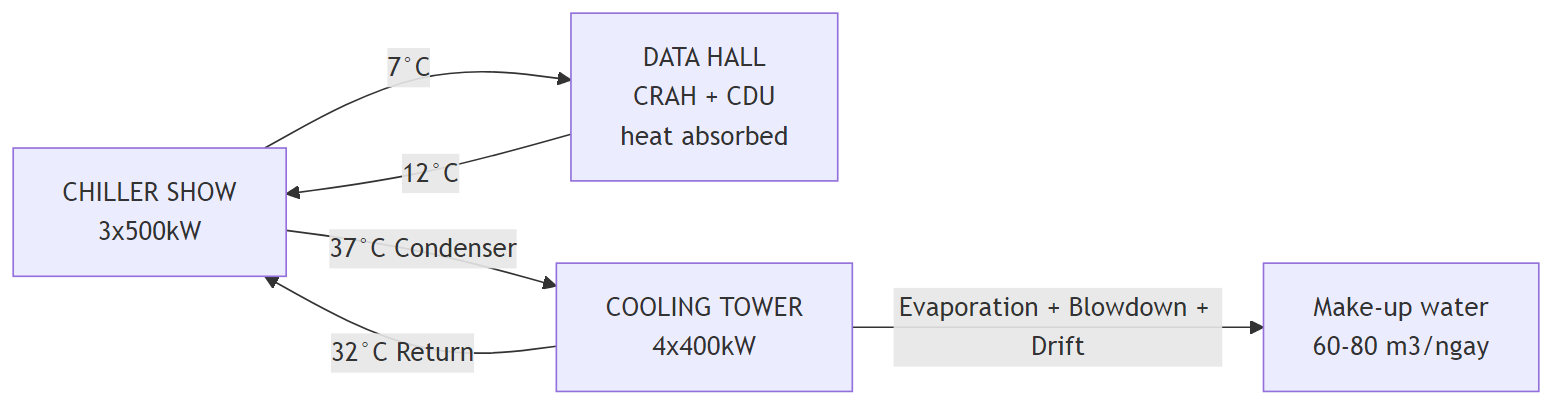 7°C
DATA HALL
CRAH + CDU
heat absorbed
12°C
CHILLER SHOW
3x500kW
37°C Condenser
COOLING TOWER
4x400kW
32°C Return
Evaporation + Blowdown +
Drift
Make-up water
60-80 m3/ngay